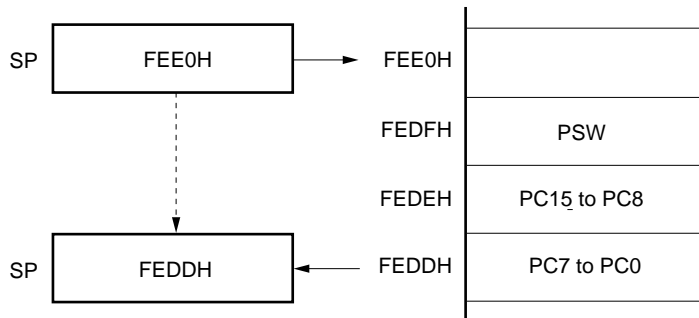 SP FEE0H FEE0H
FEDFH PSW
FEDEH PC15 to PC8
SP FEDDH FEDDH PC7 to PC0